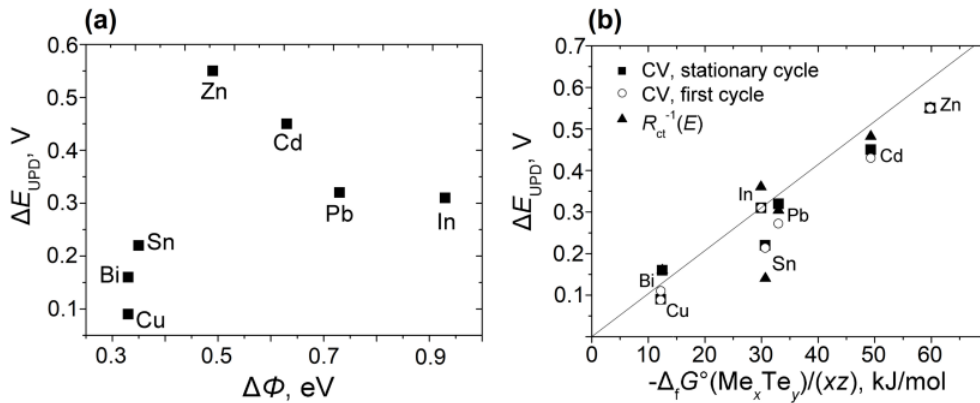 (a)
0.6
0.5
0.4
0.3
0.2
0.1
ΔE_UPD, V
Zn
Cd
Pb
In
Sn
Bi
Cu
0.3 0.5 0.7 0.9
ΔΦ, eV
(b)
0.7
0.6
0.5
0.4
0.3
0.2
0.1
ΔE_UPD, V
CV, stationary cycle
CV, first cycle
R_ct⁻¹(E)
Zn
Cd
In
Pb
Sn
Bi
Cu
0 10 20 30 40 50 60
-Δ_fG°(Me_xTe_y)/(xz), kJ/mol